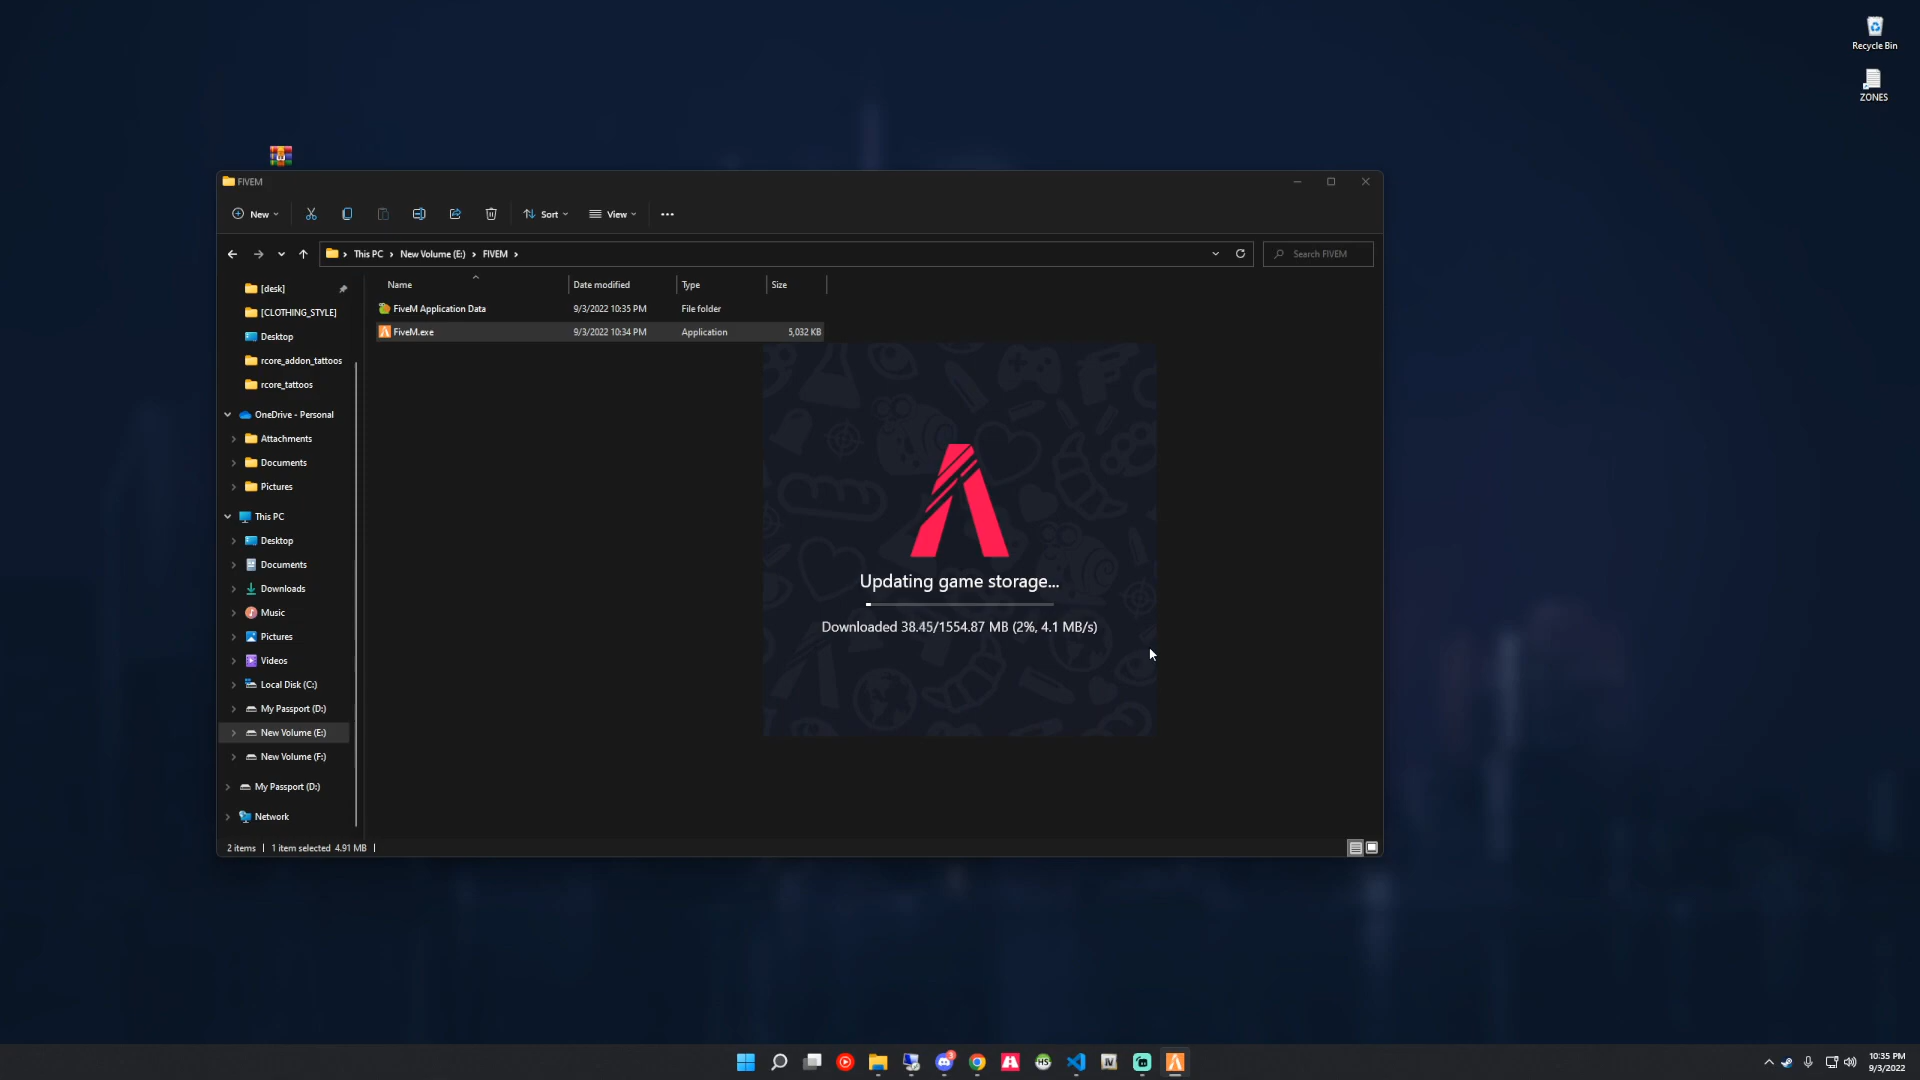 Recycle Bin
ZONES
FIVEM
New
Sort
View
This PC
New Volume (E:)
FIVEM
Search FIVEM
Name
Date modified
Type
Size
FiveM Application Data
9/3/2022 10:35 PM
File folder
FiveM.exe
9/3/2022 10:34 PM
Application
5,032 KB
[desk]
[CLOTHING_STYLE]
Desktop
rcore_addon_tattoos
rcore_tattoos
OneDrive - Personal
Attachments
Documents
Pictures
This PC
Desktop
Documents
Downloads
Music
Pictures
Videos
Local Disk (C:)
My Passport (D:)
New Volume (E:)
New Volume (F:)
My Passport (D:)
Network
Updating game storage...
Downloaded 38.45/1554.87 MB (2%, 4.1 MB/s)
2 items
1 item selected 4.91 MB
HS
IV
10:35 PM
9/3/2022